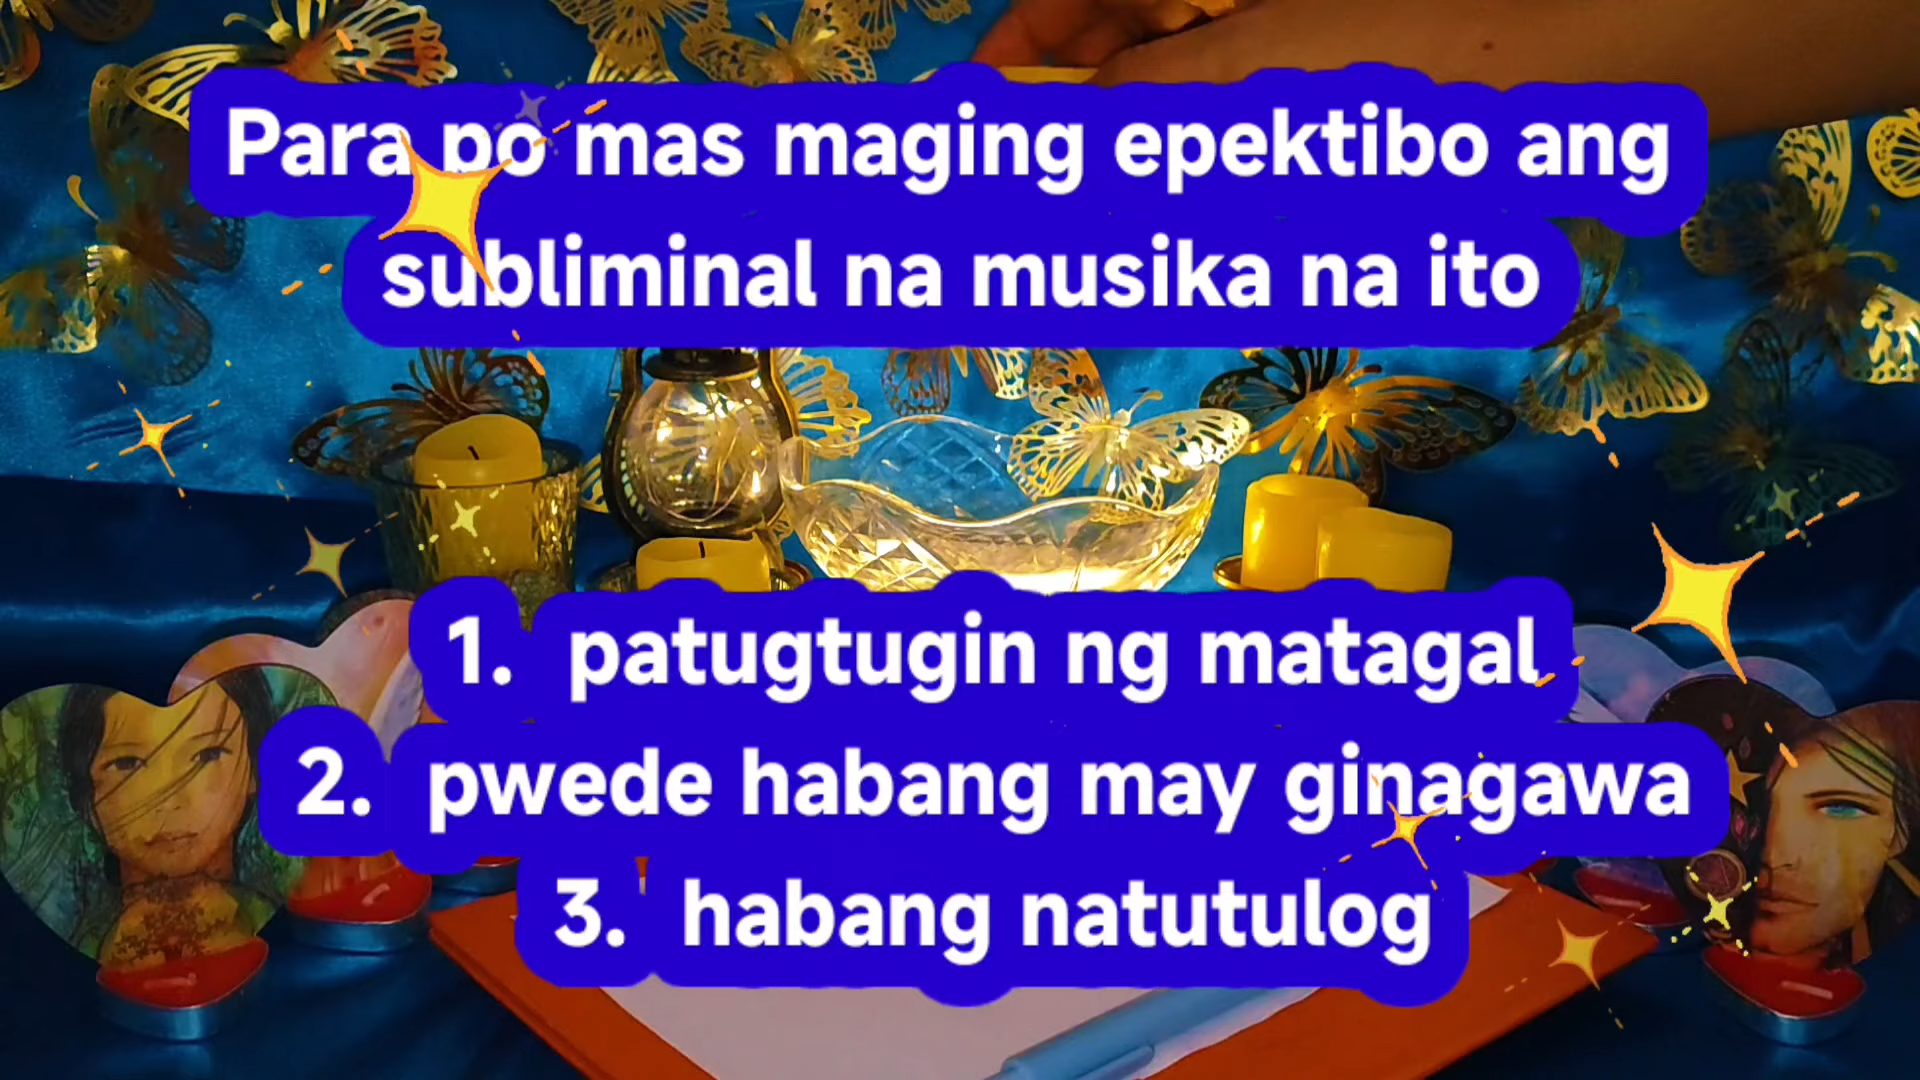 Para po mas maging epektibo ang
subliminal na musika na ito
1. patugtugin ng matagal
2. pwede habang may ginagawa
3. habang natutulog